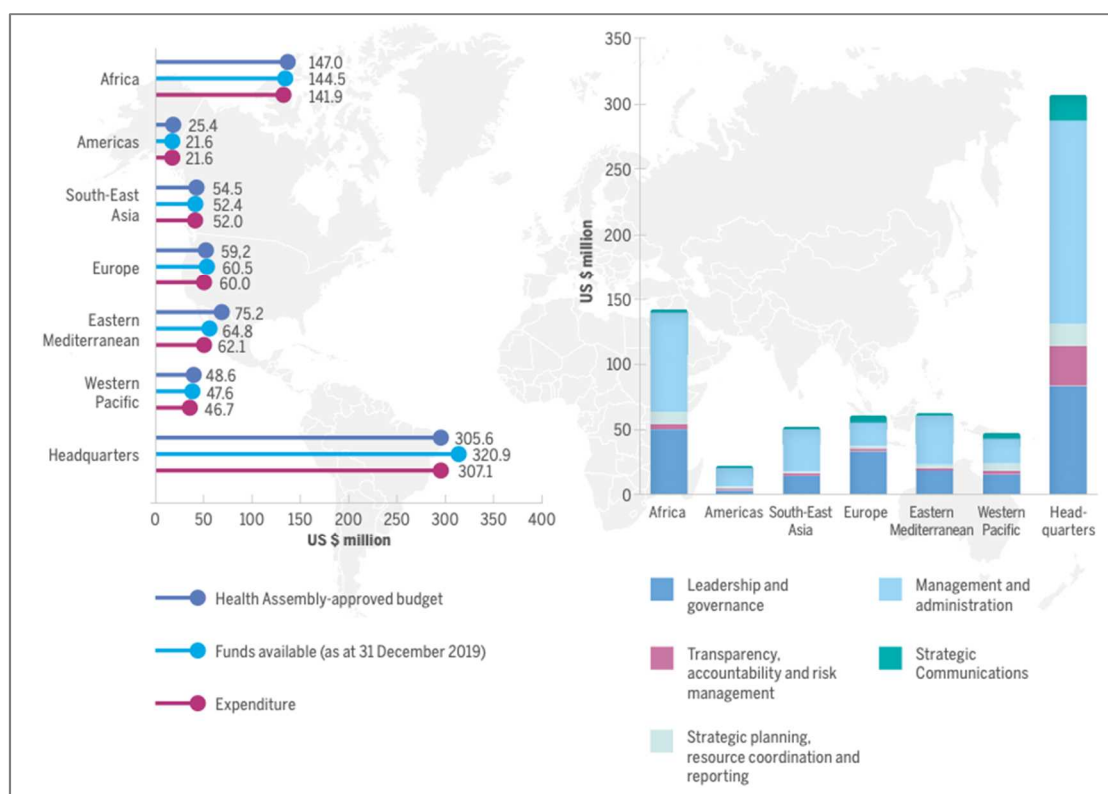 Africa
147.0
144.5
141.9
Americas
25.4
21.6
21.6
South-East
Asia
54.5
52.4
52.0
Europe
59,2
60.5
60.0
Eastern
Mediterranean
75.2
64.8
62.1
Western
Pacific
48.6
47.6
46.7
Headquarters
305.6
320.9
307.1
0 50 100 150 200 250 300 350 400
US $ million
Health Assembly-approved budget
Funds available (as at 31 December 2019)
Expenditure
350
300
250
200
150
100
50
0
US $ million
Africa
Americas
South-East
Asia
Europe
Eastern
Mediterranean
Western
Pacific
Head-
quarters
Leadership and
governance
Management and
administration
Transparency,
accountability and risk
management
Strategic
Communications
Strategic planning,
resource coordination and
reporting